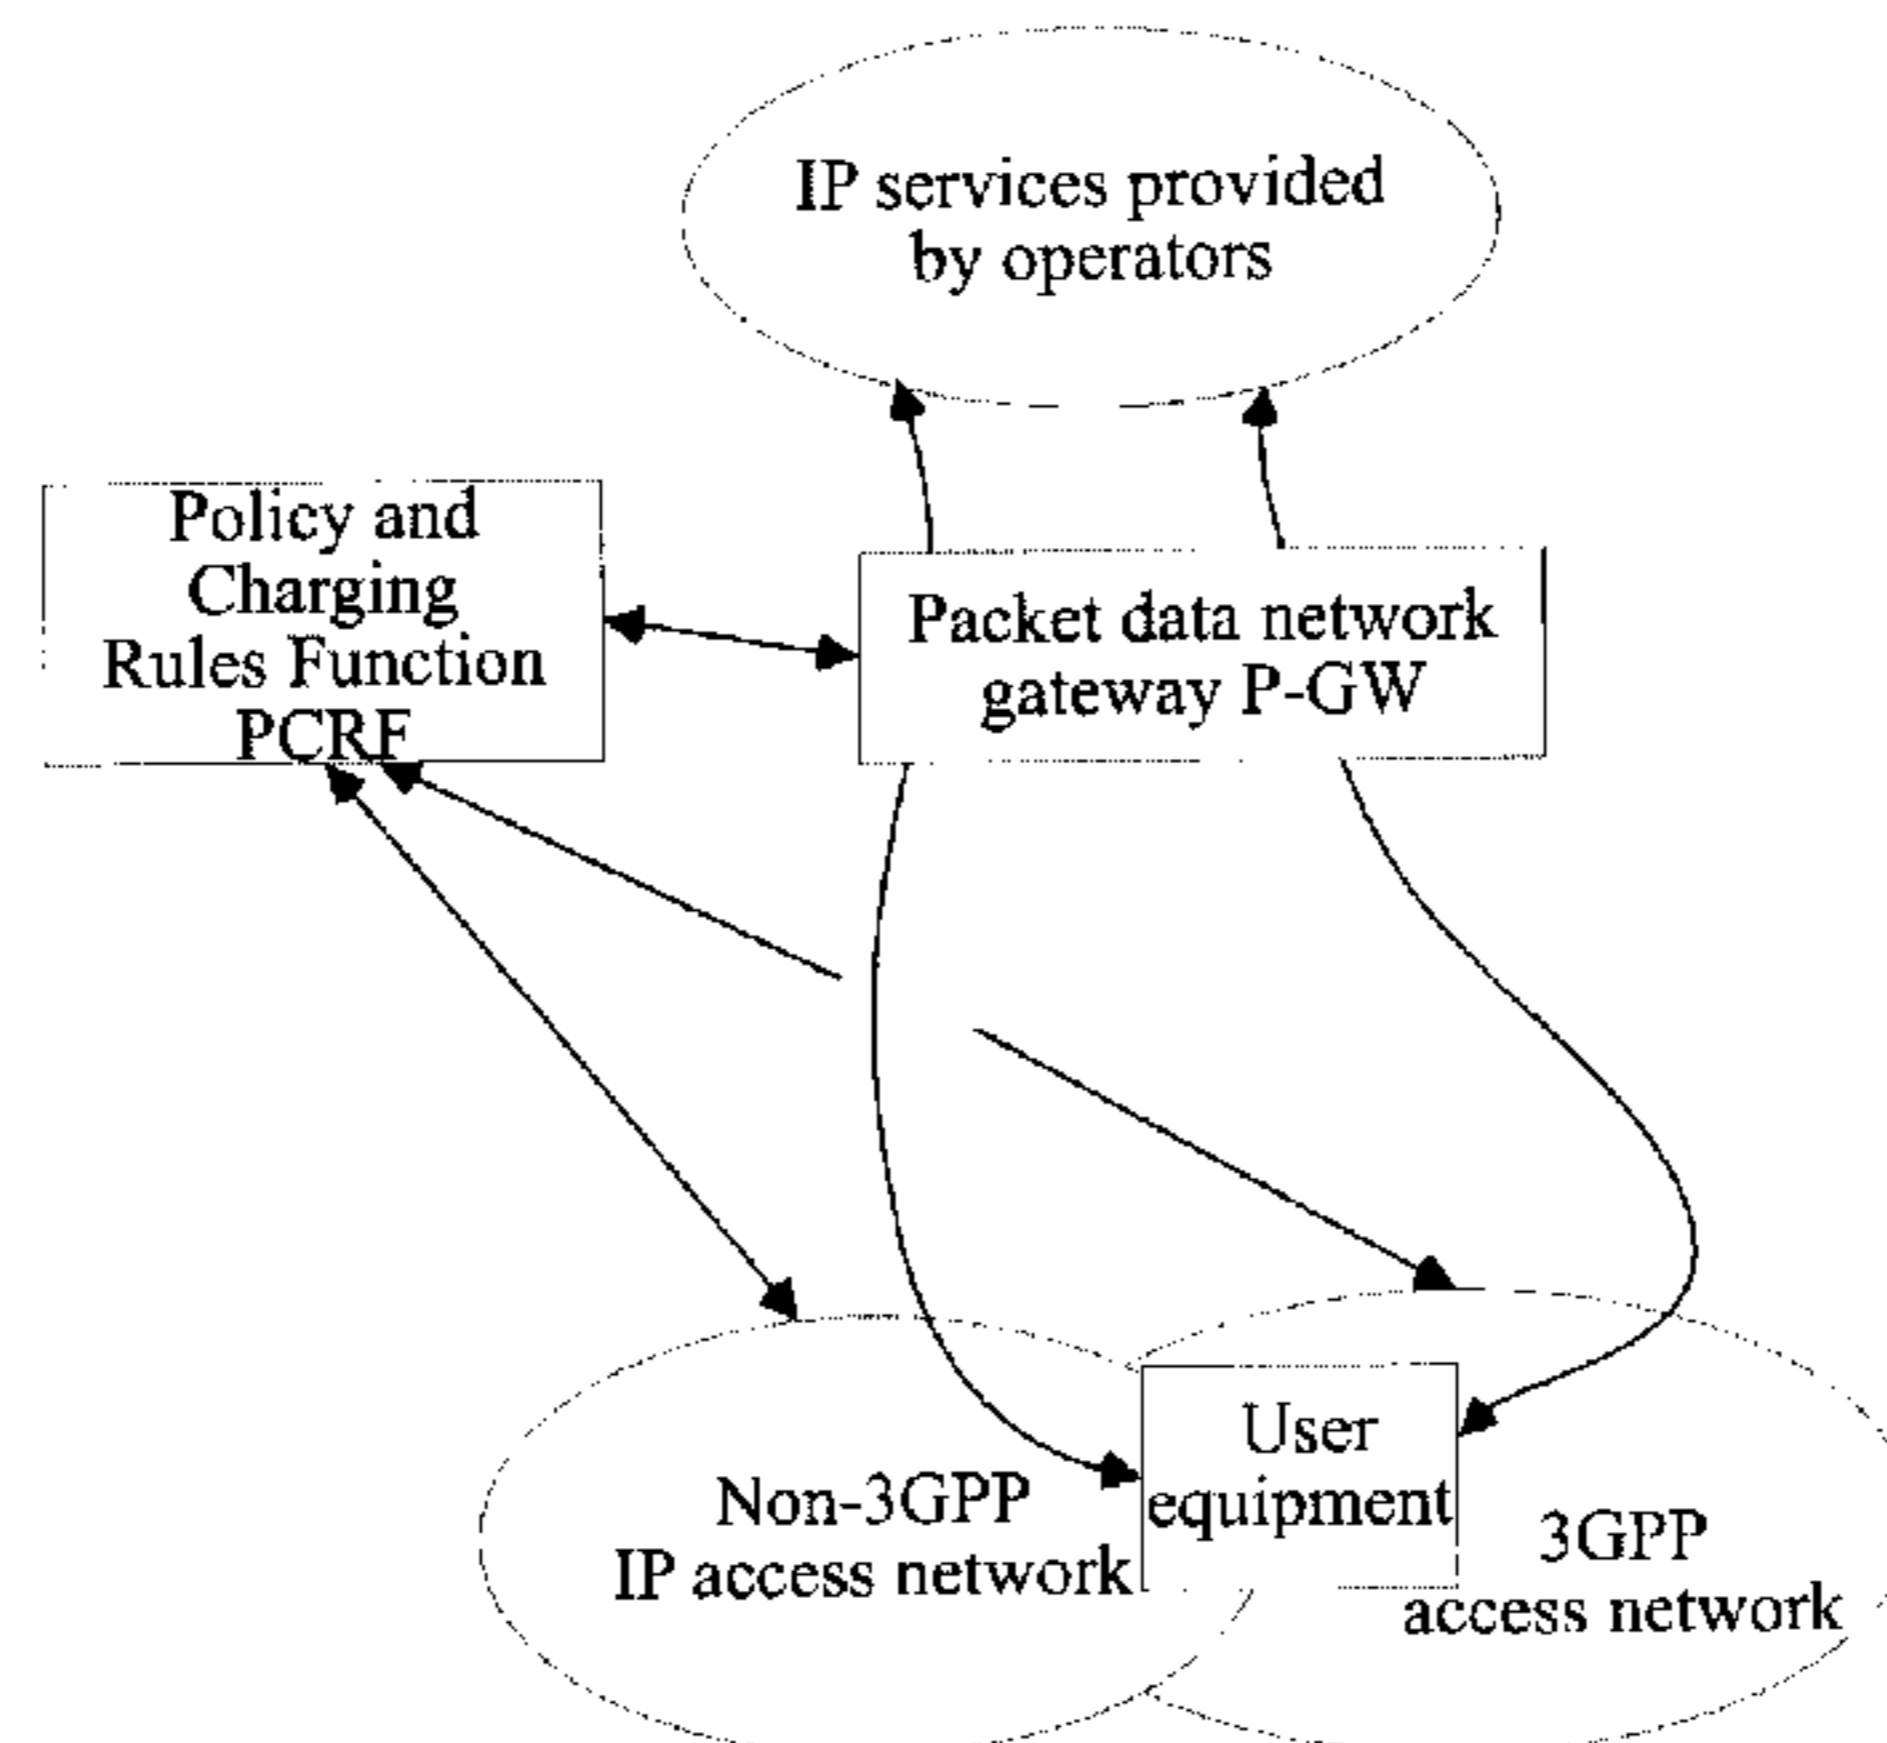 IP services provided
by operators
Policy and
Charging
Rules Function
PCRF
Packet data network
gateway P-GW
User
equipment
Non-3GPP
IP access network
3GPP
access network